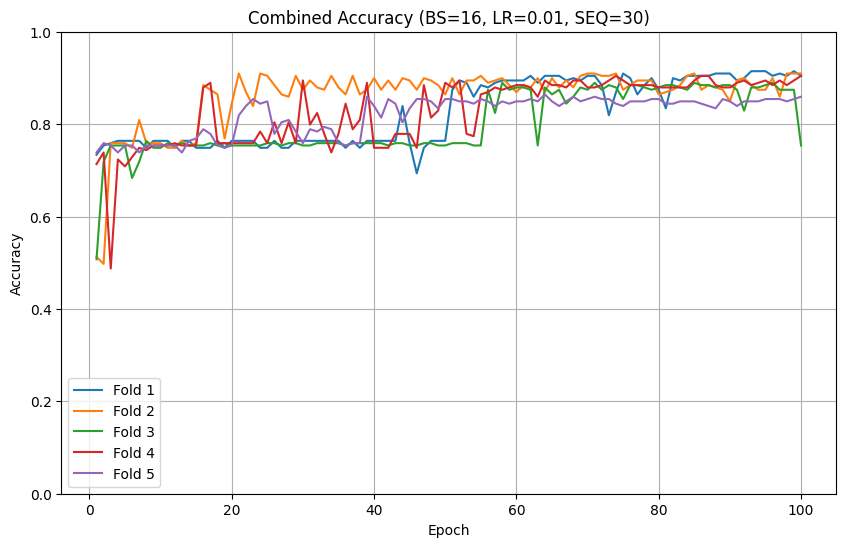 Combined Accuracy (BS=16, LR=0.01, SEQ=30)
1.0
0.8
0.6
0.4
0.2
0.0
Accuracy
Fold 1
Fold 2
Fold 3
Fold 4
Fold 5
0 20 40 60 80 100
Epoch